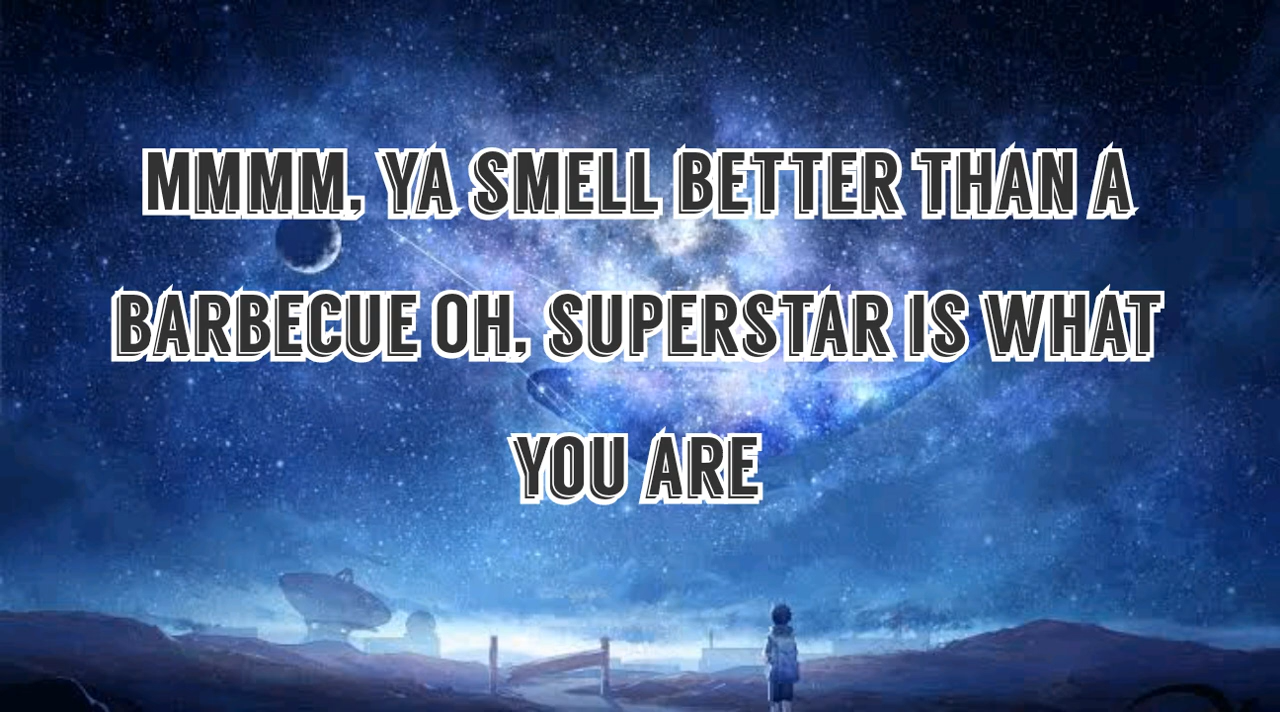 MMMM, YA SMELL BETTER THAN A
BARBECUE OH, SUPERSTAR IS WHAT
YOU ARE